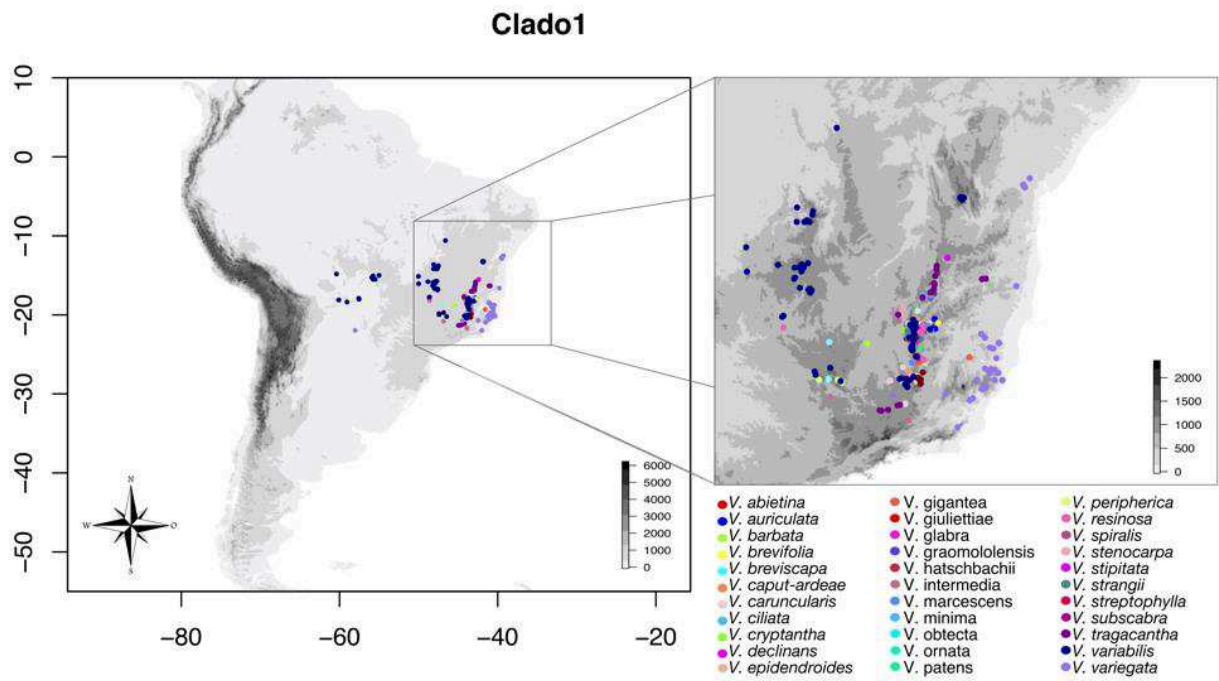 Clado1
10
0
−10
−20
−30
−40
−50
−80
−60
−40
−20
N
W
O
S
6000
5000
4000
3000
2000
1000
0
2000
1500
1000
500
0
V. abietina
V. auriculata
V. barbata
V. brevifolia
V. breviscapa
V. caput-ardeae
V. caruncularis
V. ciliata
V. cryptantha
V. declinans
V. epidendroides
V. gigantea
V. giuliettiae
V. glabra
V. graomololensis
V. hatschbachii
V. intermedia
V. marcescens
V. minima
V. obtecta
V. ornata
V. patens
V. peripherica
V. resinosa
V. spiralis
V. stenocarpa
V. stipitata
V. strangii
V. streptophylla
V. subscabra
V. tragacantha
V. variabilis
V. variegata